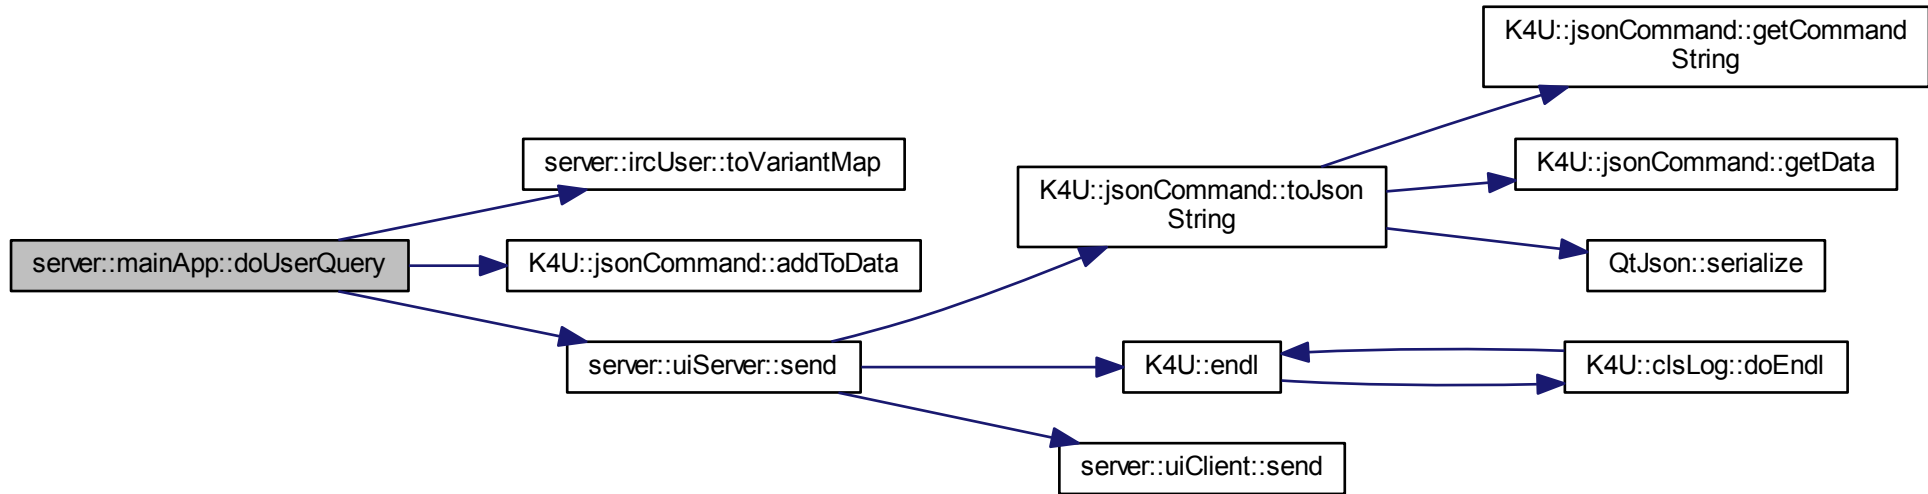 K4U::jsonCommand::getCommand
String
server::ircUser::toVariantMap
K4U::jsonCommand::toJson
String
K4U::jsonCommand::getData
server::mainApp::doUserQuery
K4U::jsonCommand::addToData
QtJson::serialize
server::uiServer::send
K4U::endl
K4U::clsLog::doEndl
server::uiClient::send